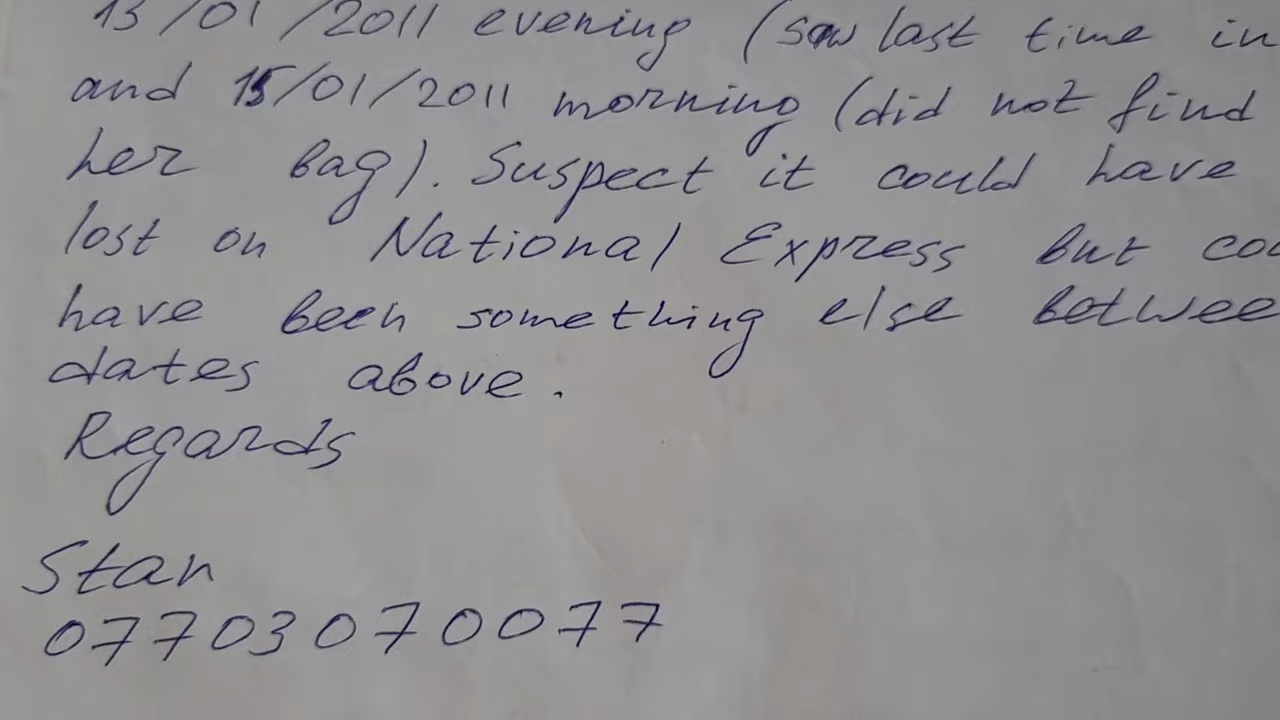 13/01/2011 evening (saw last time in
and 15/01/2011 morning (did not find
her bag). Suspect it could have
lost on National Express but
have been something else
dates above.
Regards
Stan
07703070077